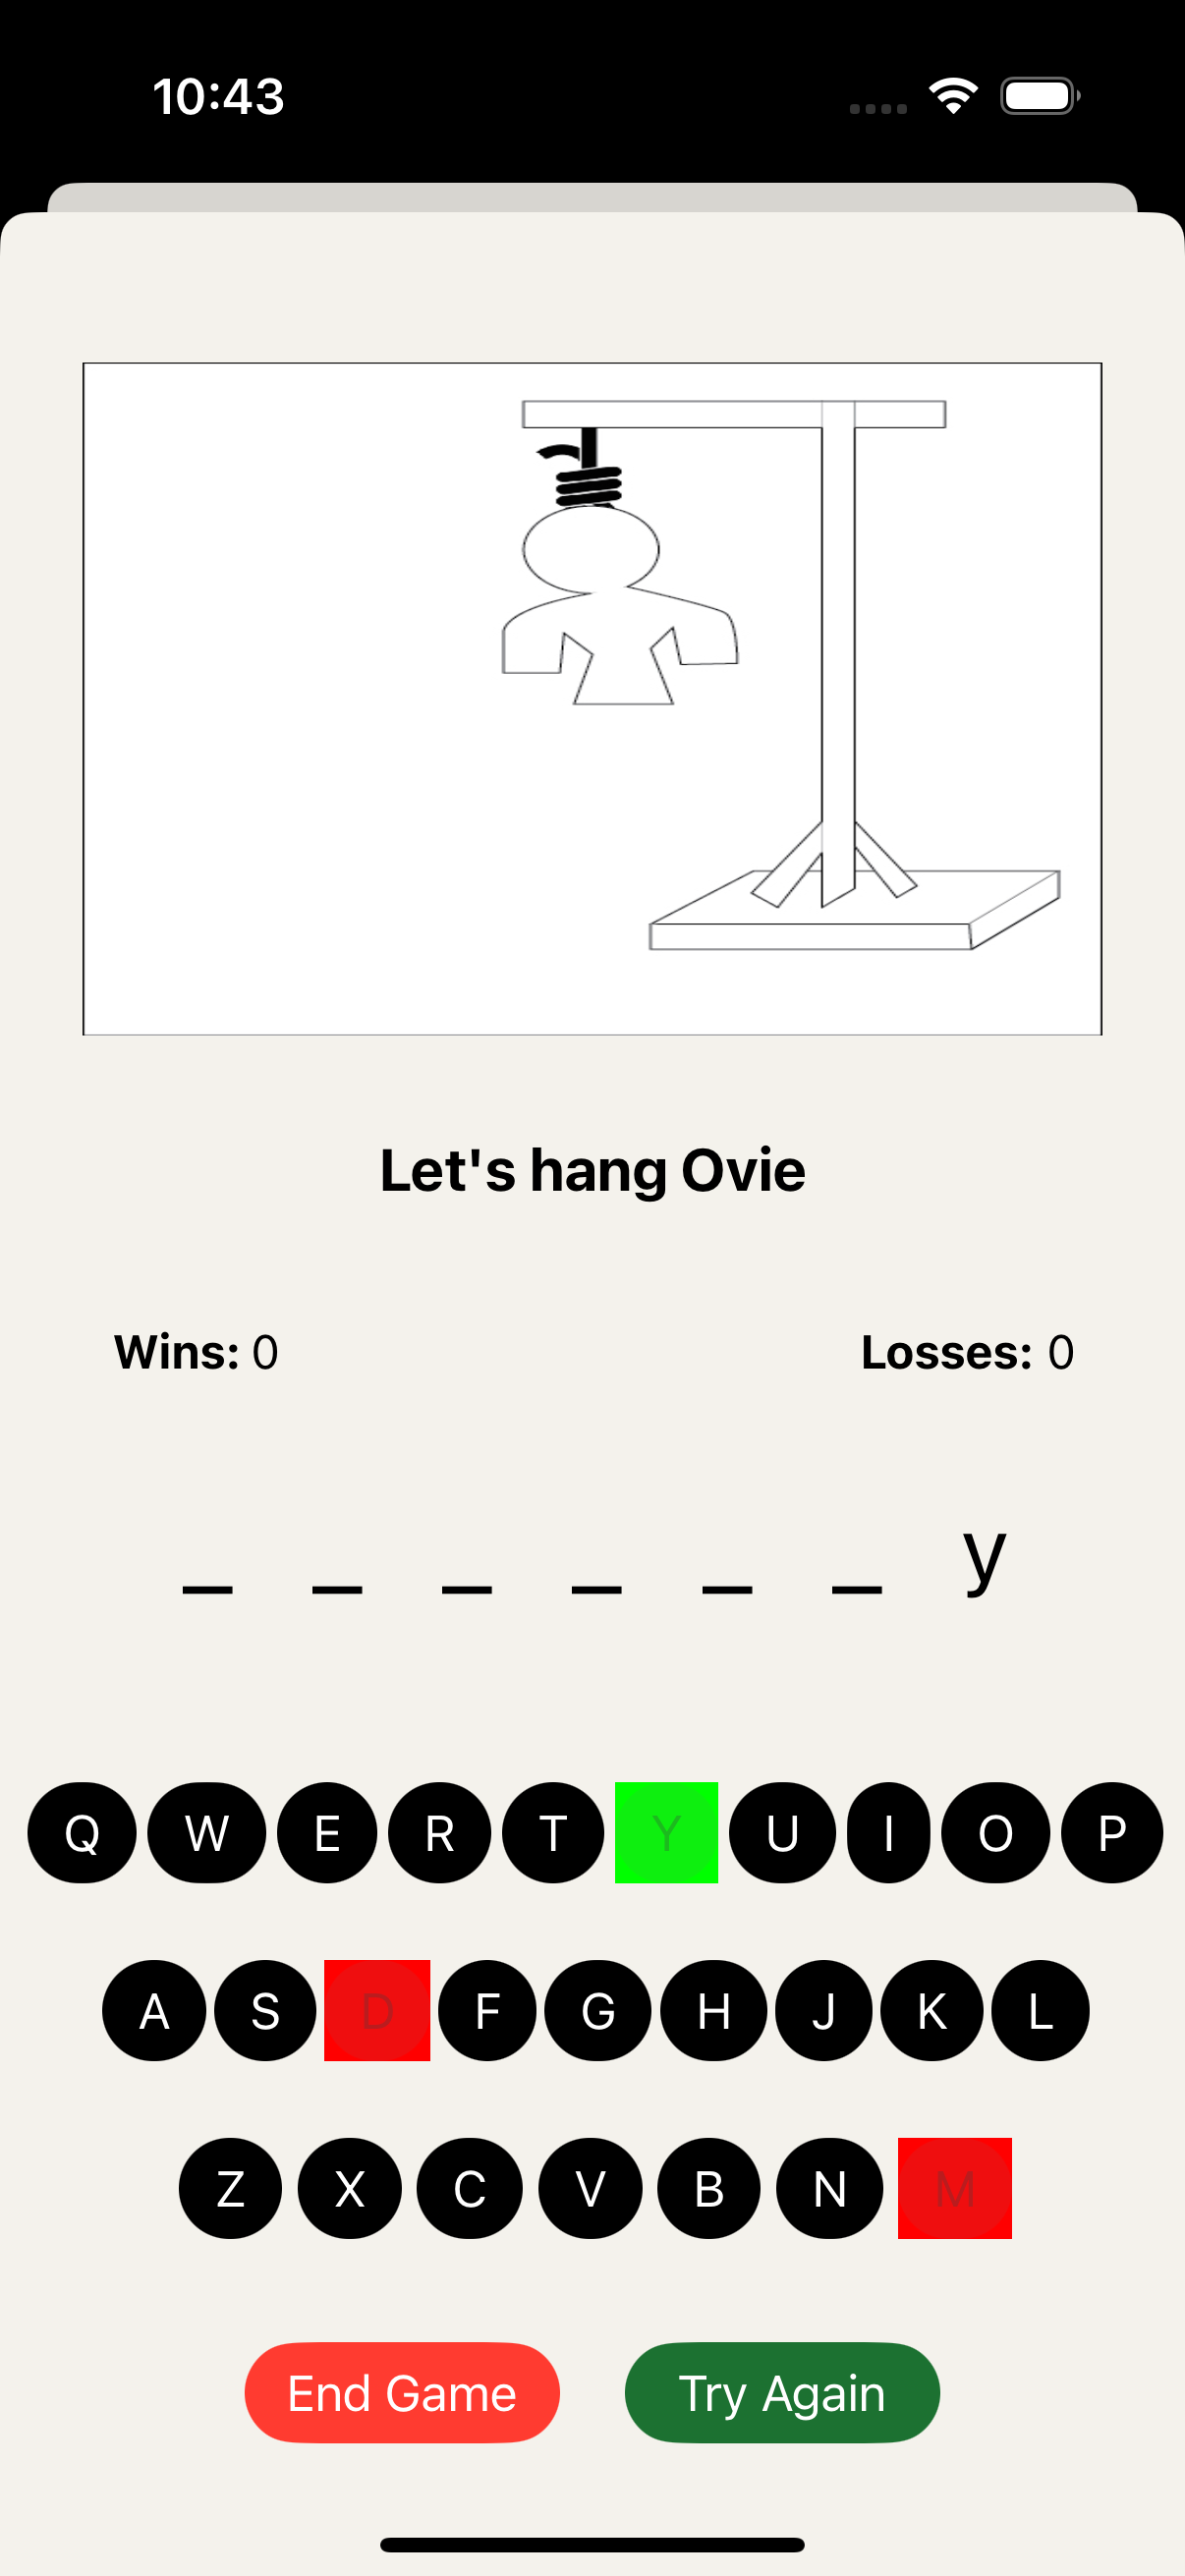 10:43
Let's hang Ovie
Wins: 0 Losses: 0
_ _ _ _ _ _ y
Q W E R T Y U I O P
A S D F G H J K L
Z X C V B N M
End Game Try Again